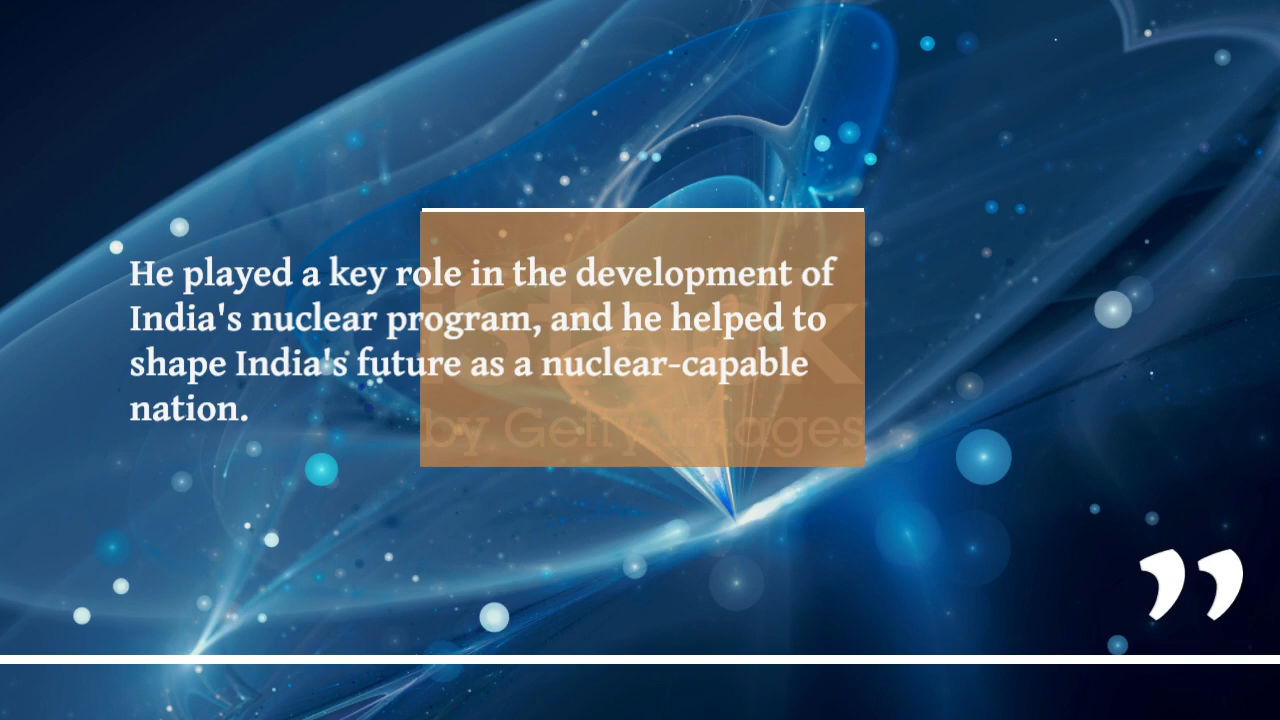 He played a key role in the development of
India's nuclear program, and he helped to
shape India's future as a nuclear-capable
nation.
by Getty Images
”